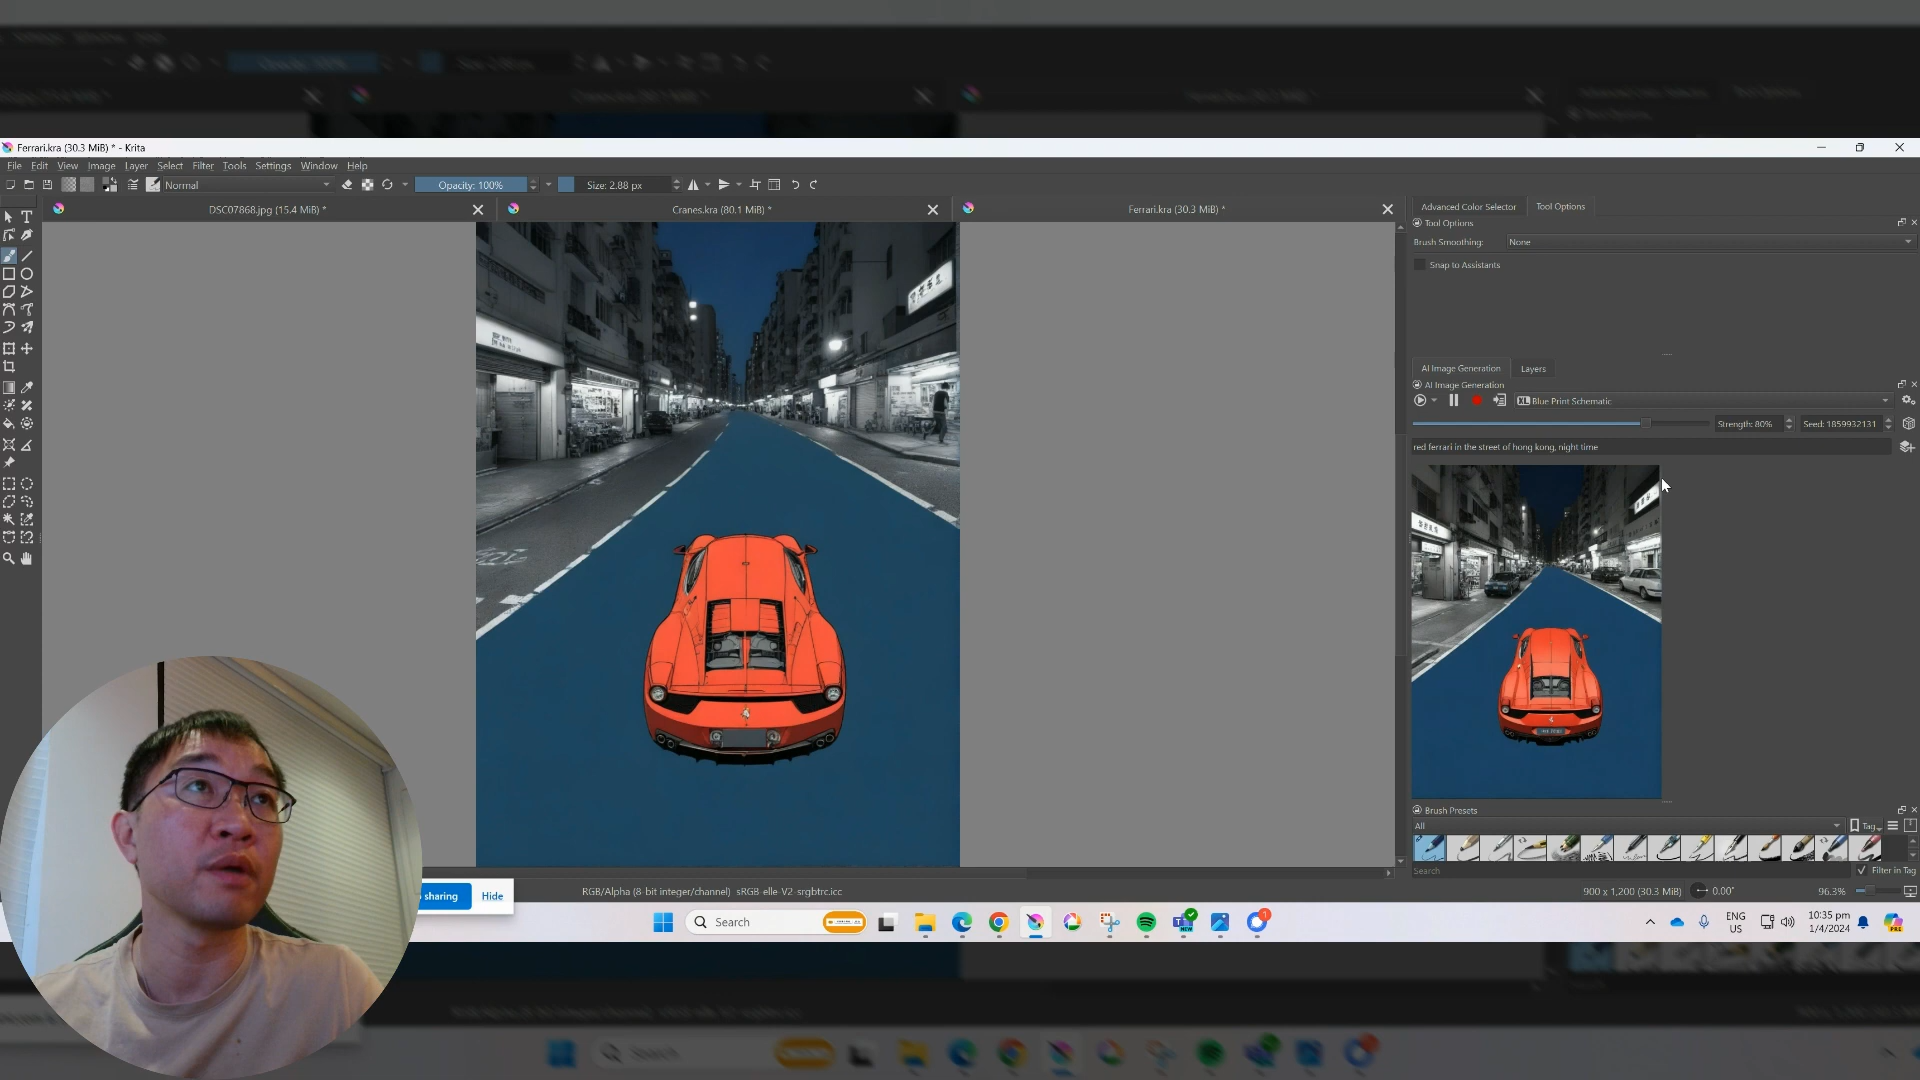 Ferrari.kra (30.3 MiB) * - Krita
File Edit View Image Layer Select Filter Tools Settings Window Help
Normal
Opacity: 100%
Size: 2.88 px
DSC07868.jpg (15.4 MiB) *
Cranes.kra (80.1 MiB) *
Ferrari.kra (30.3 MiB) *
Advanced Color Selector
Tool Options
Tool Options
Brush Smoothing: None
Snap to Assistants
AI Image Generation
Layers
AI Image Generation
XL Blue Print Schematic
Strength: 80%
Seed: 1859932131
red ferrari in the street of hong kong, night time
Brush Presets
All
Tag
Search
Filter in Tag
sharing
Hide
RGB/Alpha (8-bit integer/channel) sRGB-elle-V2-srgbtrc.icc
900 x 1,200 (30.3 MiB)
0.00°
96.3%
Search
NEW
1
ENG
US
10:35 pm
1/4/2024
PRE